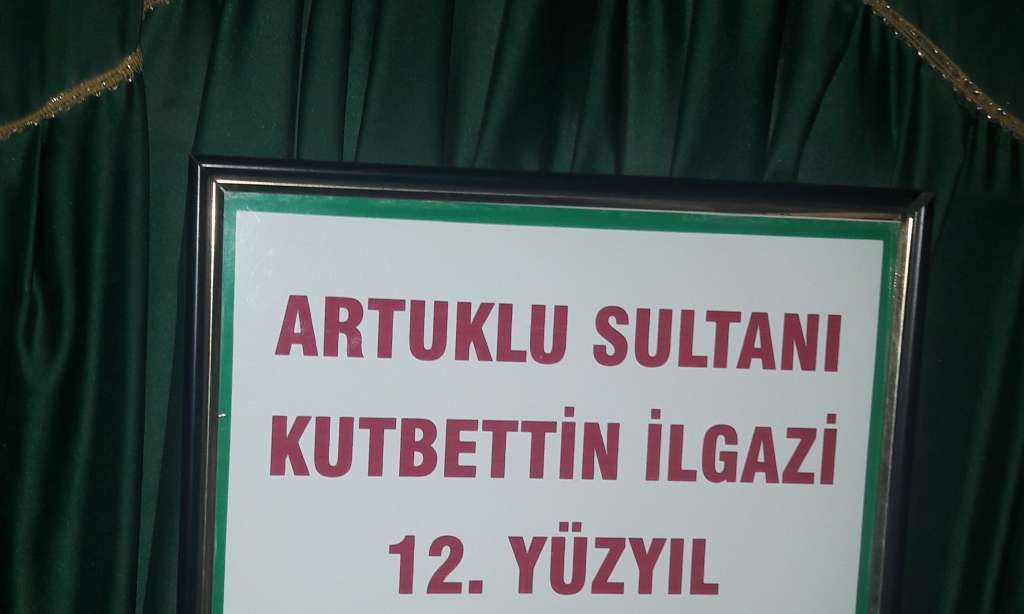 ARTUKLU SULTANI
KUTBETTİN İLGAZİ
12. YÜZYIL